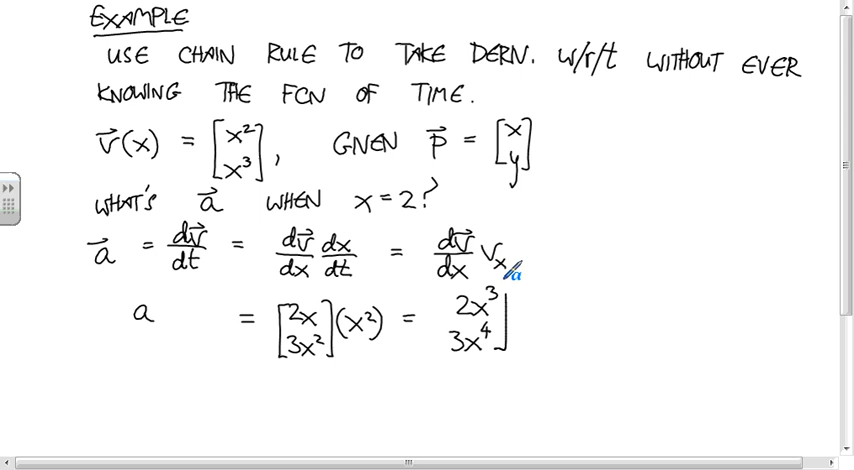 EXAMPLE
USE CHAIN RULE TO TAKE DERN. w/r/t WITHOUT EVER
KNOWING THE FCN OF TIME.
v⃗(x) = [x² x³], GIVEN p⃗ = [x y]
WHAT'S a⃗ WHEN x=2?
a⃗ = dv⃗/dt = dv⃗/dx dx/dt = dv⃗/dx Vx
a = [2x 3x²](x²) = 2x³ 3x⁴]